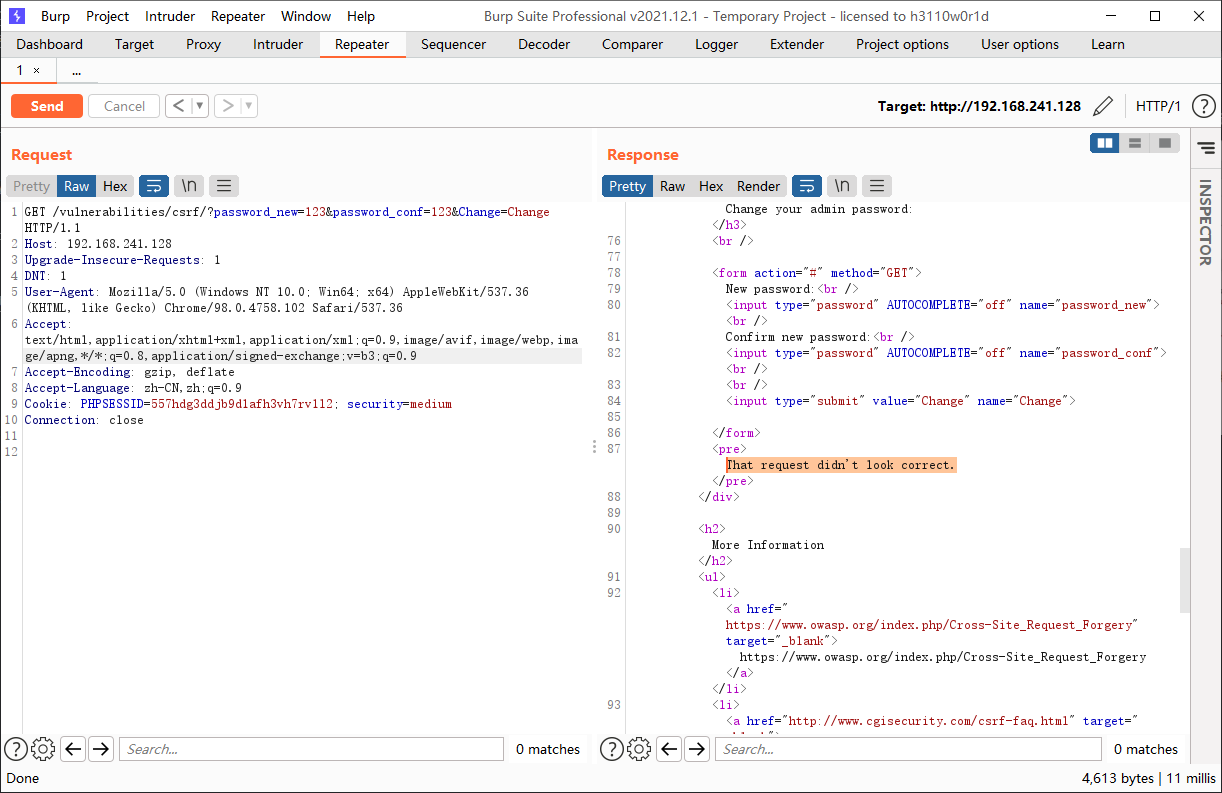 Burp Project Intruder Repeater Window Help Burp Suite Professional v2021.12.1 - Temporary Project - licensed to h3110w0r1d
Dashboard Target Proxy Intruder Repeater Sequencer Decoder Comparer Logger Extender Project options User options Learn
1 × ...
Send Cancel < ▼ > ▼ Target: http://192.168.241.128 HTTP/1 ?
Request
Pretty Raw Hex \n
1 GET /vulnerabilities/csrf/?password_new=123&password_conf=123&Change=Change
HTTP/1.1
2 Host: 192.168.241.128
3 Upgrade-Insecure-Requests: 1
4 DNT: 1
5 User-Agent: Mozilla/5.0 (Windows NT 10.0; Win64; x64) AppleWebKit/537.36
(KHTML, like Gecko) Chrome/98.0.4758.102 Safari/537.36
6 Accept:
text/html,application/xhtml+xml,application/xml;q=0.9,image/avif,image/webp,ima
ge/apng,*/*;q=0.8,application/signed-exchange;v=b3;q=0.9
7 Accept-Encoding: gzip, deflate
8 Accept-Language: zh-CN,zh;q=0.9
9 Cookie: PHPSESSID=557hdg3ddjb9d1afh3vh7rv1l2; security=medium
10 Connection: close
11
12
? Search... 0 matches
Response
Pretty Raw Hex Render \n
Change your admin password:
</h3>
76 <br />
77
78 <form action="#" method="GET">
79 New password:<br />
80 <input type="password" AUTOCOMPLETE="off" name="password_new">
<br />
81 Confirm new password:<br />
82 <input type="password" AUTOCOMPLETE="off" name="password_conf">
<br />
83 <br />
84 <input type="submit" value="Change" name="Change">
85
86 </form>
87 <pre>
That request didn't look correct.
</pre>
88 </div>
89
90 <h2>
More Information
</h2>
91 <ul>
92 <li>
<a href="
https://www.owasp.org/index.php/Cross-Site_Request_Forgery"
target="_blank">
https://www.owasp.org/index.php/Cross-Site_Request_Forgery
</a>
</li>
93 <li>
<a href="http://www.cgisecurity.com/csrf-faq.html" target="
? Search... 0 matches
INSPECTOR
Done 4,613 bytes | 11 millis